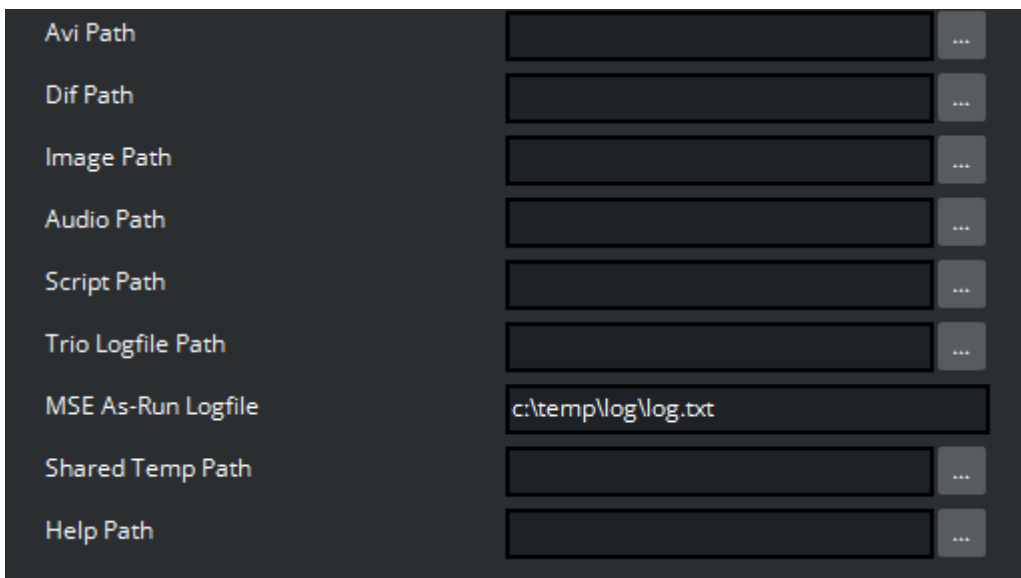 Avi Path ...
Dif Path ...
Image Path ...
Audio Path ...
Script Path ...
Trio Logfile Path ...
MSE As-Run Logfile c:\temp\log\log.txt
Shared Temp Path ...
Help Path ...